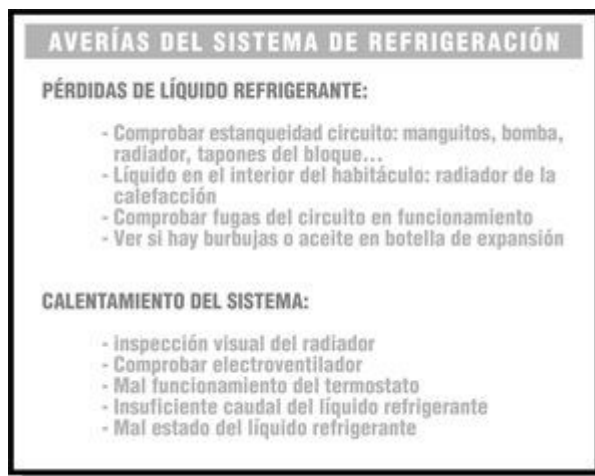 AVERÍAS DEL SISTEMA DE REFRIGERACIÓN
PÉRDIDAS DE LÍQUIDO REFRIGERANTE:
- Comprobar estanqueidad circuito: manguitos, bomba,
radiador, tapones del bloque...
- Líquido en el interior del habitáculo: radiador de la
calefacción
- Comprobar fugas del circuito en funcionamiento
- Ver si hay burbujas o aceite en botella de expansión
CALENTAMIENTO DEL SISTEMA:
- inspección visual del radiador
- Comprobar electroventilador
- Mal funcionamiento del termostato
- Insuficiente caudal del líquido refrigerante
- Mal estado del líquido refrigerante